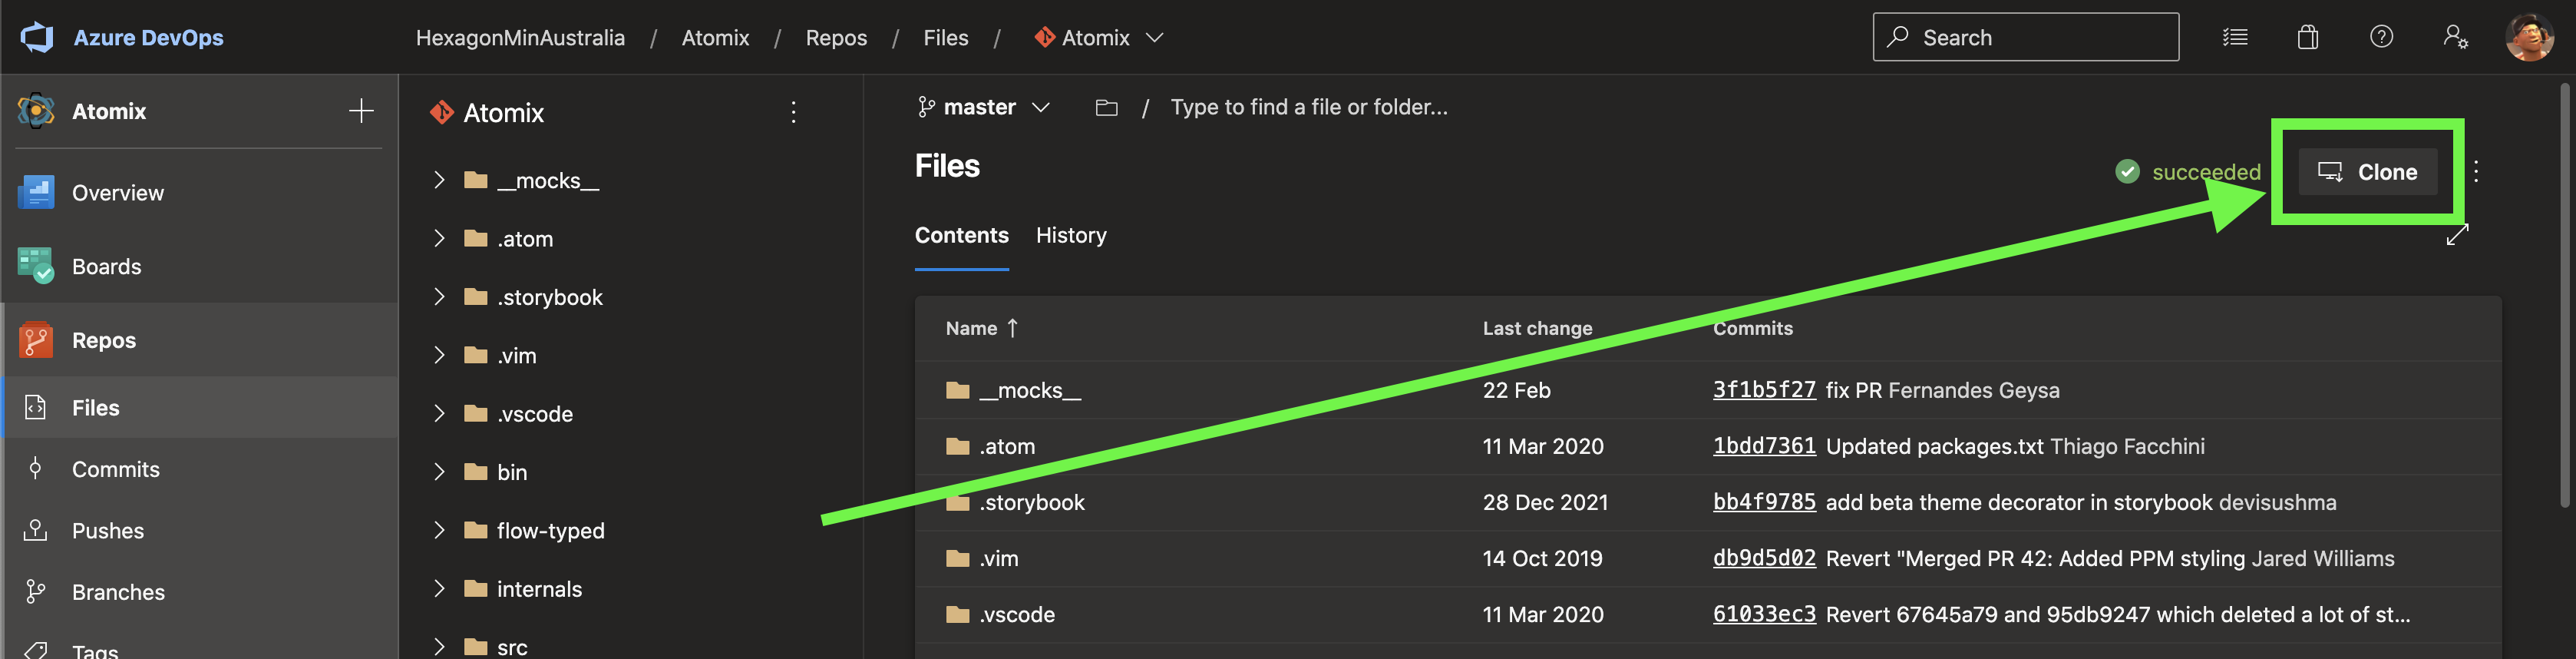 Azure DevOps
HexagonMinAustralia / Atomix / Repos / Files / Atomix
Search
Atomix
Overview
Boards
Repos
Files
Commits
Pushes
Branches
Tags
Atomix
__mocks__
.atom
.storybook
.vim
.vscode
bin
flow-typed
internals
src
master
/ Type to find a file or folder...
Files
succeeded
Clone
Contents History
Name ↑ Last change Commits
__mocks__ 22 Feb 3f1b5f27 fix PR Fernandes Geysa
.atom 11 Mar 2020 1bdd7361 Updated packages.txt Thiago Facchini
.storybook 28 Dec 2021 bb4f9785 add beta theme decorator in storybook devisushma
.vim 14 Oct 2019 db9d5d02 Revert "Merged PR 42: Added PPM styling Jared Williams
.vscode 11 Mar 2020 61033ec3 Revert 67645a79 and 95db9247 which deleted a lot of st...